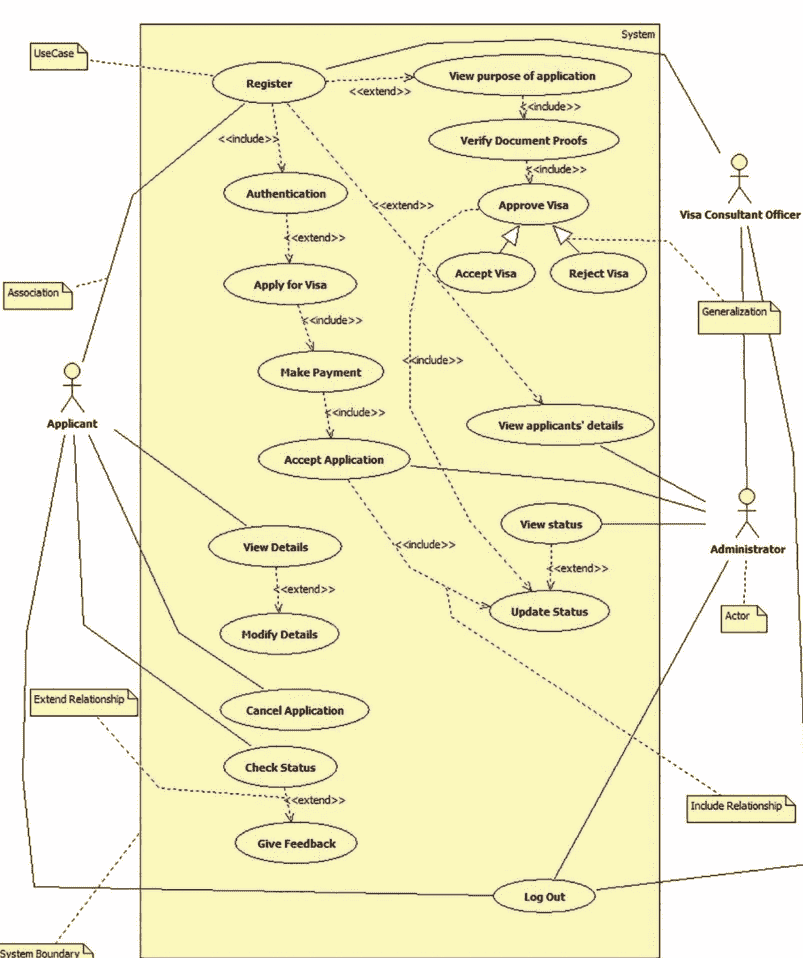 System
UseCase
Register
<<extend>>
View purpose of application
<<include>>
<<include>>
Verify Document Proofs
<<include>>
Authentication
<<extend>>
Approve Visa
Visa Consultant Officer
<<extend>>
Accept Visa
Reject Visa
Apply for Visa
Association
Generalization
<<include>>
<<include>>
Make Payment
Applicant
<<include>>
View applicants' details
Accept Application
View status
<<include>>
View Details
Administrator
<<extend>>
<<extend>>
Update Status
Actor
Modify Details
Extend Relationship
Cancel Application
Check Status
<<extend>>
Include Relationship
Give Feedback
Log Out
System Boundary